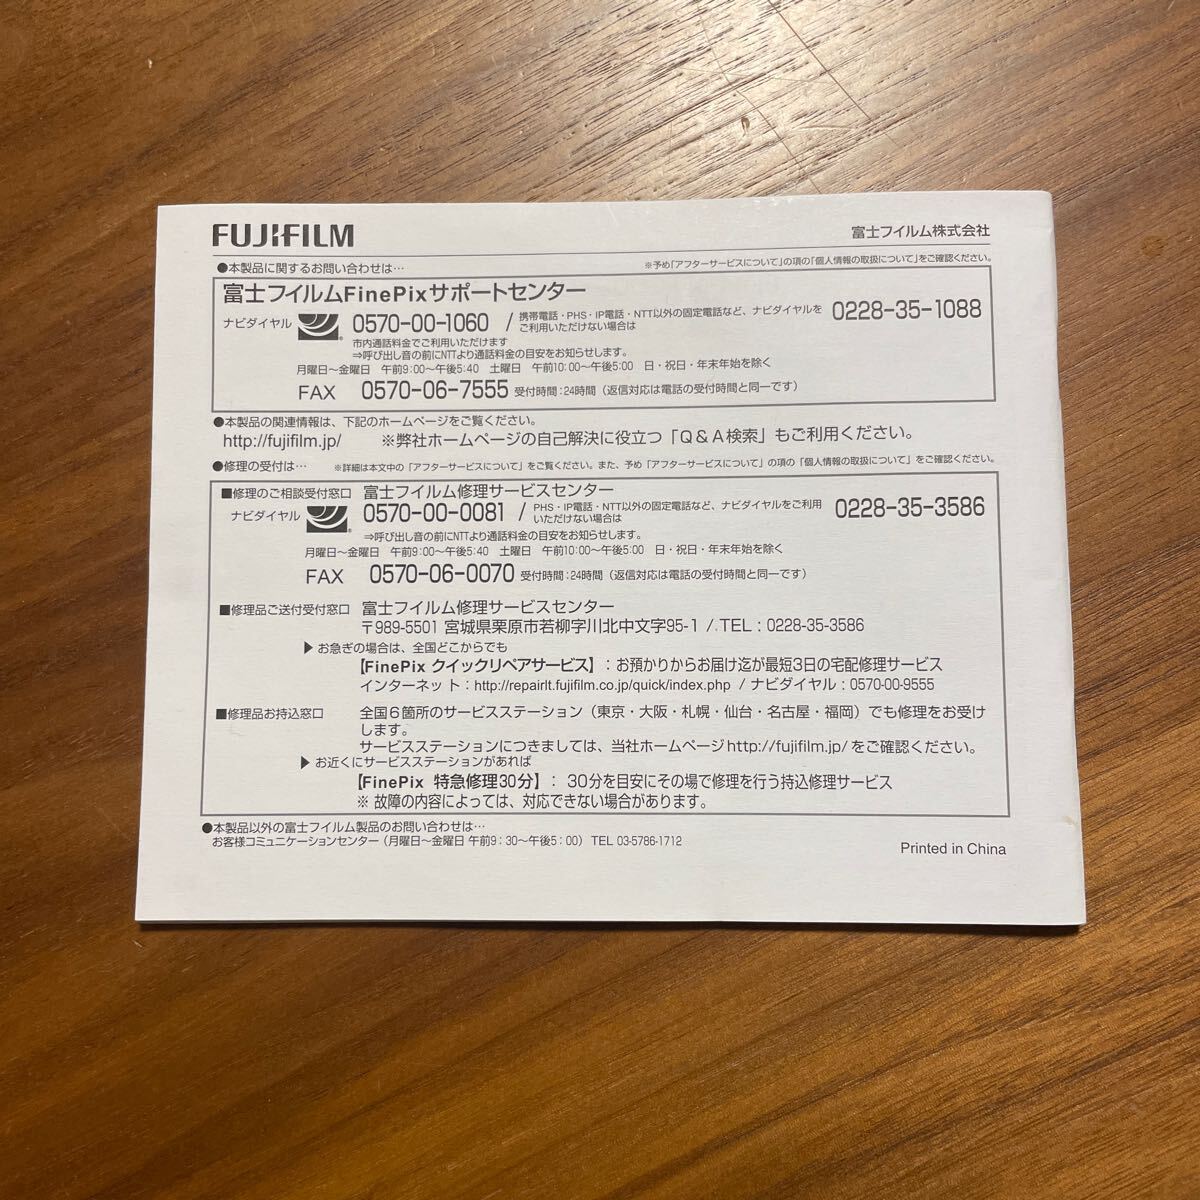 FUJIFILM
富士フイルム株式会社
●本製品に関するお問い合わせは…
※予め「アフターサービスについて」の項の「個人情報の取扱について」をご確認ください。
富士フイルムFinePixサポートセンター
ナビダイヤル 0570-00-1060 / 携帯電話・PHS・IP電話・NTT以外の固定電話など、ナビダイヤルを
ご利用いただけない場合は 0228-35-1088
市内通話料金でご利用いただけます
⇒呼び出し音の前にNTTより通話料金の目安をお知らせします。
月曜日〜金曜日 午前9:00〜午後5:40 土曜日 午前10:00〜午後5:00 日・祝日・年末年始を除く
FAX 0570-06-7555 受付時間:24時間（返信対応は電話の受付時間と同一です）
●本製品の関連情報は、下記のホームページをご覧ください。
http://fujifilm.jp/ ※弊社ホームページの自己解決に役立つ「Q&A検索」もご利用ください。
●修理の受付は… ※詳細は本文中の「アフターサービスについて」をご覧ください。また、予め「アフターサービスについて」の項の「個人情報の取扱について」をご確認ください。
■修理のご相談受付窓口 富士フイルム修理サービスセンター
ナビダイヤル 0570-00-0081 / PHS・IP電話・NTT以外の固定電話など、ナビダイヤルをご利用
いただけない場合は 0228-35-3586
⇒呼び出し音の前にNTTより通話料金の目安をお知らせします。
月曜日〜金曜日 午前9:00〜午後5:40 土曜日 午前10:00〜午後5:00 日・祝日・年末年始を除く
FAX 0570-06-0070 受付時間:24時間（返信対応は電話の受付時間と同一です）
■修理品ご送付受付窓口 富士フイルム修理サービスセンター
〒989-5501 宮城県栗原市若柳字川北中文字95-1 / TEL：0228-35-3586
▶ お急ぎの場合は、全国どこからでも
【FinePix クイックリペアサービス】：お預かりからお届け迄が最短3日の宅配修理サービス
インターネット：http://repairlt.fujifilm.co.jp/quick/index.php / ナビダイヤル：0570-00-9555
■修理品お持込窓口 全国6箇所のサービスステーション（東京・大阪・札幌・仙台・名古屋・福岡）でも修理をお受け
します。
サービスステーションにつきましては、当社ホームページhttp://fujifilm.jp/をご確認ください。
▶ お近くにサービスステーションがあれば
【FinePix 特急修理30分】： 30分を目安にその場で修理を行う持込修理サービス
※ 故障の内容によっては、対応できない場合があります。
●本製品以外の富士フイルム製品のお問い合わせは…
お客様コミュニケーションセンター（月曜日〜金曜日 午前9：30〜午後5：00） TEL 03-5786-1712
Printed in China